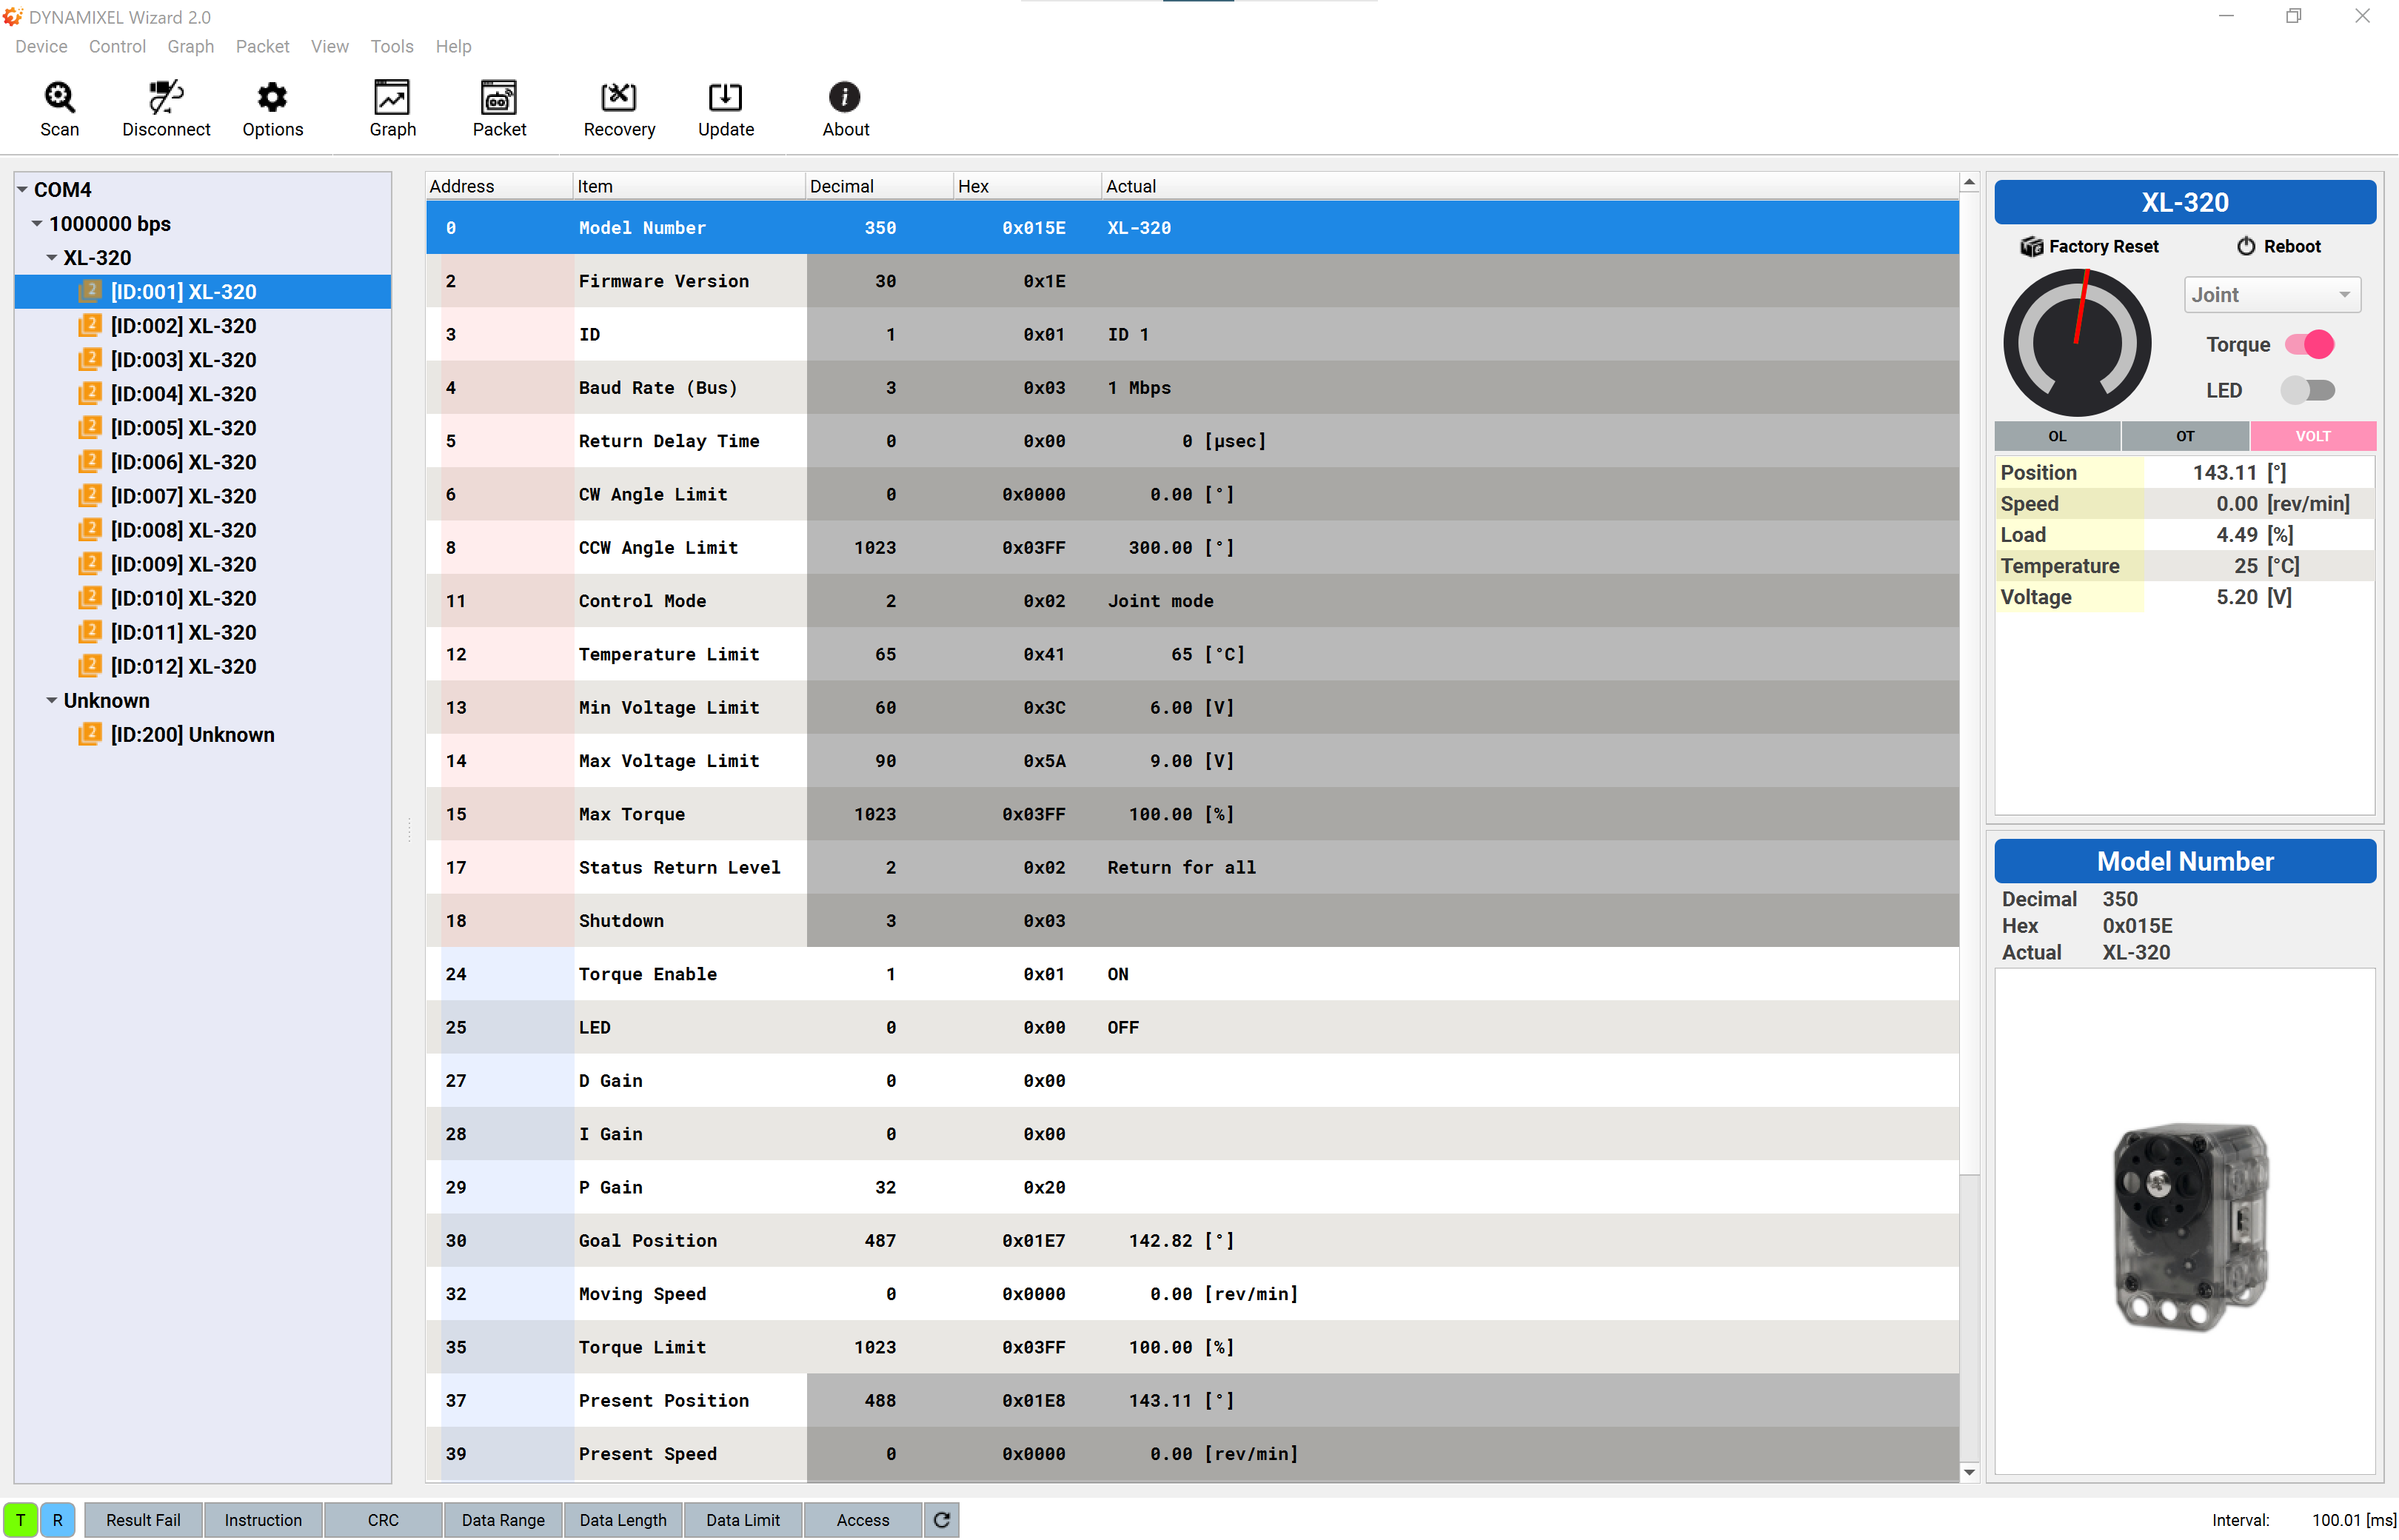 DYNAMIXEL Wizard 2.0
Device Control Graph Packet View Tools Help
Scan Disconnect Options Graph Packet Recovery Update About
COM4
1000000 bps
XL-320
2 [ID:001] XL-320
2 [ID:002] XL-320
2 [ID:003] XL-320
2 [ID:004] XL-320
2 [ID:005] XL-320
2 [ID:006] XL-320
2 [ID:007] XL-320
2 [ID:008] XL-320
2 [ID:009] XL-320
2 [ID:010] XL-320
2 [ID:011] XL-320
2 [ID:012] XL-320
Unknown
2 [ID:200] Unknown
Address Item Decimal Hex Actual
0 Model Number 350 0x015E XL-320
2 Firmware Version 30 0x1E
3 ID 1 0x01 ID 1
4 Baud Rate (Bus) 3 0x03 1 Mbps
5 Return Delay Time 0 0x00 0 [μsec]
6 CW Angle Limit 0 0x0000 0.00 [°]
8 CCW Angle Limit 1023 0x03FF 300.00 [°]
11 Control Mode 2 0x02 Joint mode
12 Temperature Limit 65 0x41 65 [°C]
13 Min Voltage Limit 60 0x3C 6.00 [V]
14 Max Voltage Limit 90 0x5A 9.00 [V]
15 Max Torque 1023 0x03FF 100.00 [%]
17 Status Return Level 2 0x02 Return for all
18 Shutdown 3 0x03
24 Torque Enable 1 0x01 ON
25 LED 0 0x00 OFF
27 D Gain 0 0x00
28 I Gain 0 0x00
29 P Gain 32 0x20
30 Goal Position 487 0x01E7 142.82 [°]
32 Moving Speed 0 0x0000 0.00 [rev/min]
35 Torque Limit 1023 0x03FF 100.00 [%]
37 Present Position 488 0x01E8 143.11 [°]
39 Present Speed 0 0x0000 0.00 [rev/min]
XL-320
Factory Reset Reboot
Joint
Torque
LED
OL OT VOLT
Position 143.11 [°]
Speed 0.00 [rev/min]
Load 4.49 [%]
Temperature 25 [°C]
Voltage 5.20 [V]
Model Number
Decimal 350
Hex 0x015E
Actual XL-320
T R Result Fail Instruction CRC Data Range Data Length Data Limit Access Interval: 100.01 [ms]